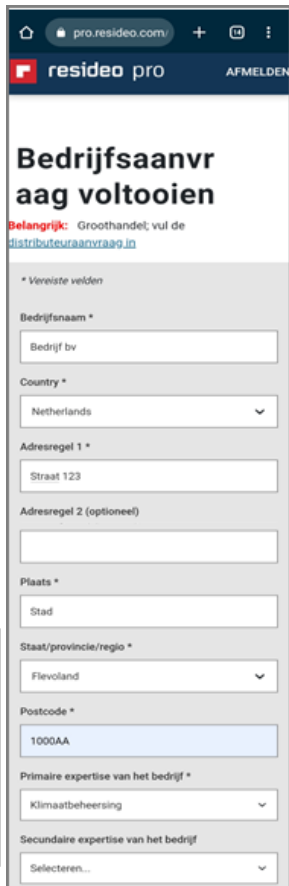 pro.resideo.com/
14
resideo pro AFMELDEN
Bedrijfsaanvr
aag voltooien
Belangrijk: Groothandel; vul de
distributeuraanvraag in
* Vereiste velden
Bedrijfsnaam *
Bedrijf bv
Country *
Netherlands
Adresregel 1 *
Straat 123
Adresregel 2 (optioneel)
Plaats *
Stad
Staat/provincie/regio *
Flevoland
Postcode *
1000AA
Primaire expertise van het bedrijf *
Klimaatbeheersing
Secundaire expertise van het bedrijf
Selecteren...